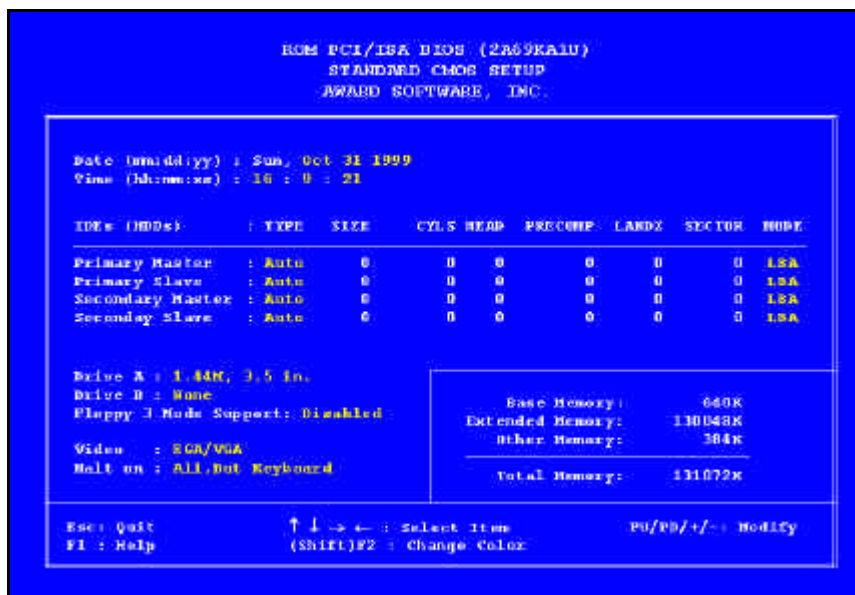 ROM PCI/ISA BIOS (2A69KA1U)
STANDARD CMOS SETUP
AWARD SOFTWARE, INC.
Date (mm:dd:yy) : Sun, Oct 31 1999
Time (hh:mm:ss) : 16 : 0 : 21
IDEs (HDDs) : TYPE SIZE CYLS HEAD PRECOMP LANDZ SECTOR MODE
Primary Master : Auto 0 0 0 0 0 0 LBA
Primary Slave : Auto 0 0 0 0 0 0 LBA
Secondary Master : Auto 0 0 0 0 0 0 LBA
Seconday Slave : Auto 0 0 0 0 0 0 LBA
Drive A : 1.44M, 3.5 in.
Drive B : None
Floppy 3 Mode Support: Disabled
Video : EGA/VGA
Halt on : All,But Keyboard
Base Memory: 640K
Extended Memory: 130048K
Other Memory: 384K
Total Memory: 131072K
Esc: Quit ↑ ↓ → ← : Select Item PU/PD/+/-: Modify
F1 : Help (Shift)F2 : Change Color